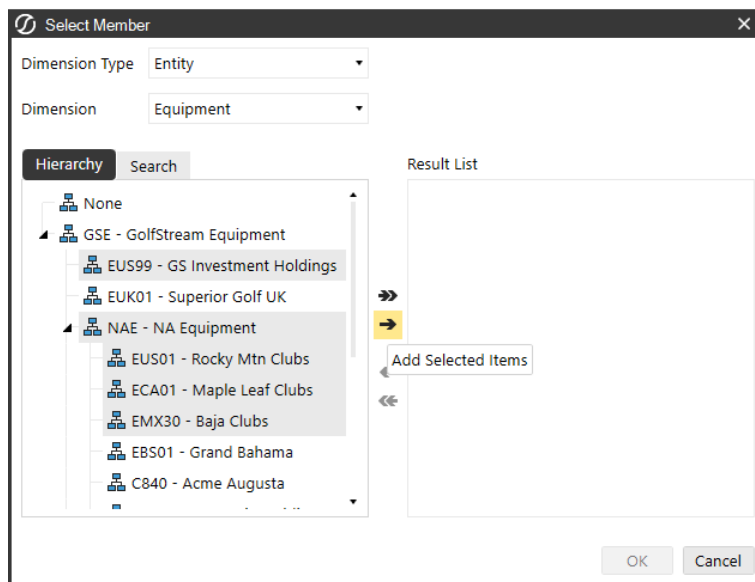 Select Member
Dimension Type Entity
Dimension Equipment
Hierarchy Search
Result List
None
GSE - GolfStream Equipment
EUS99 - GS Investment Holdings
EUK01 - Superior Golf UK
NAE - NA Equipment
EUS01 - Rocky Mtn Clubs
Add Selected Items
ECA01 - Maple Leaf Clubs
EMX30 - Baja Clubs
EBS01 - Grand Bahama
C840 - Acme Augusta
OK Cancel